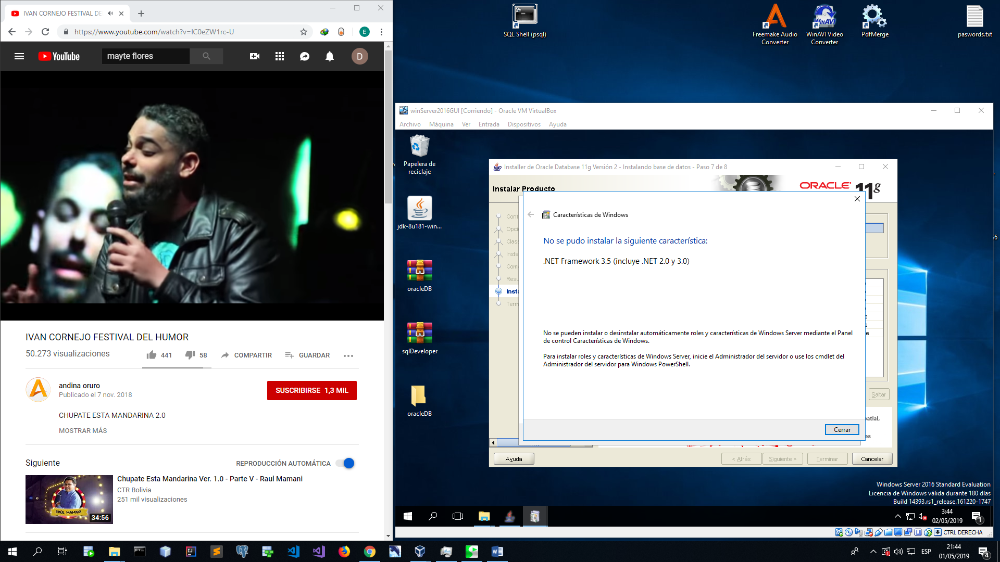 IVAN CORNEJO FESTIVAL DE
https://www.youtube.com/watch?v=IC0eZW1rc-U
E
YouTube
mayte flores
D
IVAN CORNEJO FESTIVAL DEL HUMOR
50.273 visualizaciones
441
58
COMPARTIR
GUARDAR
andina oruro
Publicado el 7 nov. 2018
SUSCRIBIRSE 1,3 MIL
CHUPATE ESTA MANDARINA 2.0
MOSTRAR MÁS
Siguiente
REPRODUCCIÓN AUTOMÁTICA
RAÚL MAMANI
34:56
Chupate Esta Mandarina Ver. 1.0 - Parte V - Raul Mamani
CTR Bolivia
251 mil visualizaciones
SQL Shell (psql)
Freemake Audio
Converter
WinAVI
WinAVI Video
Converter
PdfMerge
paswords.txt
winServer2016GUI [Corriendo] - Oracle VM VirtualBox
Archivo
Máquina
Ver
Entrada
Dispositivos
Ayuda
Papelera de
reciclaje
jdk-8u181-win...
oracleDB
sqlDeveloper
oracleDB
Installer de Oracle Database 11g Versión 2 - Instalando base de datos - Paso 7 de 8
Instalar Producto
ORACLE 11g
Conf
Opci
Clas
Insta
Comp
Resu
Insta
Term
Características de Windows
No se pudo instalar la siguiente característica:
.NET Framework 3.5 (incluye .NET 2.0 y 3.0)
No se pueden instalar o desinstalar automáticamente roles y características de Windows Server mediante el Panel
de control Características de Windows.
Para instalar roles y características de Windows Server, inicie el Administrador del servidor o use los cmdlet del
Administrador del servidor para Windows PowerShell.
Cerrar
Saltar
patial,
es
Ayuda
< Atrás
Siguiente >
Terminar
Cancelar
Windows Server 2016 Standard Evaluation
Licencia de Windows válida durante 180 días
Build 14393.rs1_release.161220-1747
3:44
02/05/2019
1
CTRL DERECHA
ESP
21:44
01/05/2019
4